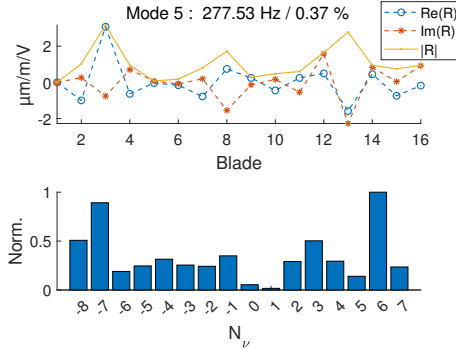 Mode 5 : 277.53 Hz / 0.37 %
Re(R)
Im(R)
|R|
μm/m/V
2
0
-2
2 4 6 8 10 12 14 16
Blade
Norm.
1
0.5
0
-8 -7 -6 -5 -4 -3 -2 -1 0 1 2 3 4 5 6 7
N_ν